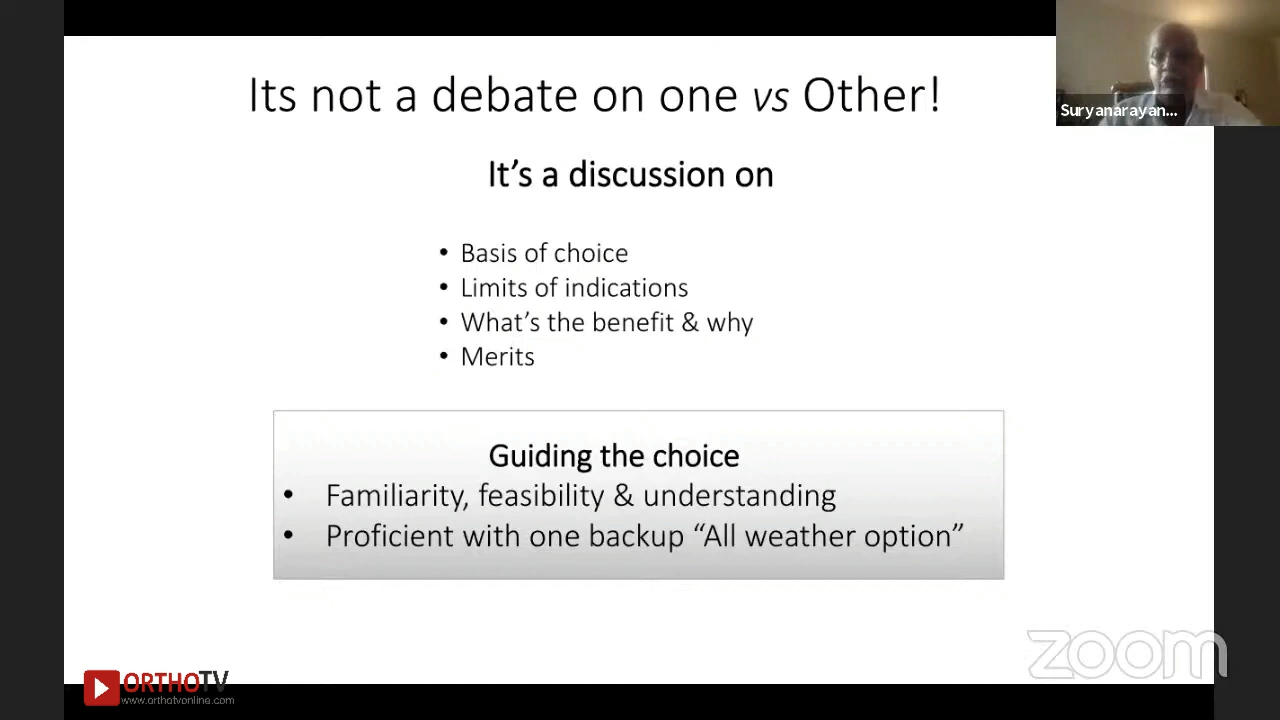 Its not a debate on one vs Other!
Suryanarayan...
It's a discussion on
• Basis of choice
• Limits of indications
• What's the benefit & why
• Merits
Guiding the choice
• Familiarity, feasibility & understanding
• Proficient with one backup “All weather option”
zoom
ORTHOTV
www.orthotvonline.com